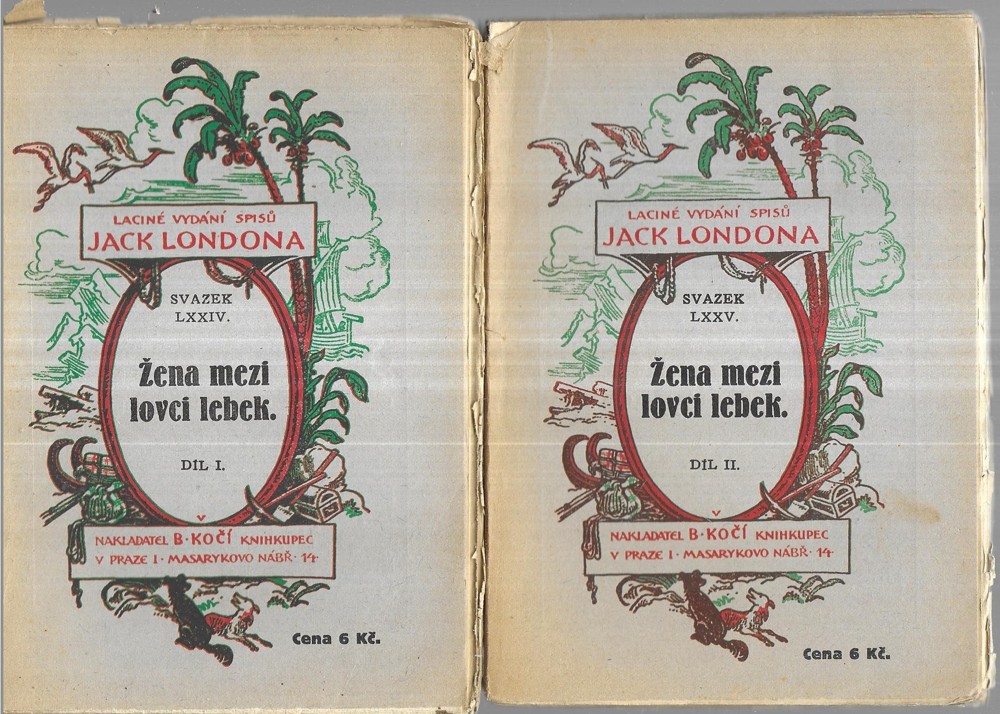 LACINÉ VYDÁNÍ SPISŮ
JACK LONDONA
SVAZEK
LXXIV.
Žena mezi
lovci lebek.
DÍL I.
NAKLADATEL B·KOČÍ KNIHKUPEC
V PRAZE I · MASARYKOVO NÁBŘ · 14·
Cena 6 Kč.
LACINÉ VYDÁNÍ SPISŮ
JACK LONDONA
SVAZEK
LXXV.
Žena mezi
lovci lebek.
DÍL II.
NAKLADATEL B·KOČÍ KNIHKUPEC
V PRAZE I · MASARYKOVO NÁBŘ · 14·
Cena 6 Kč.